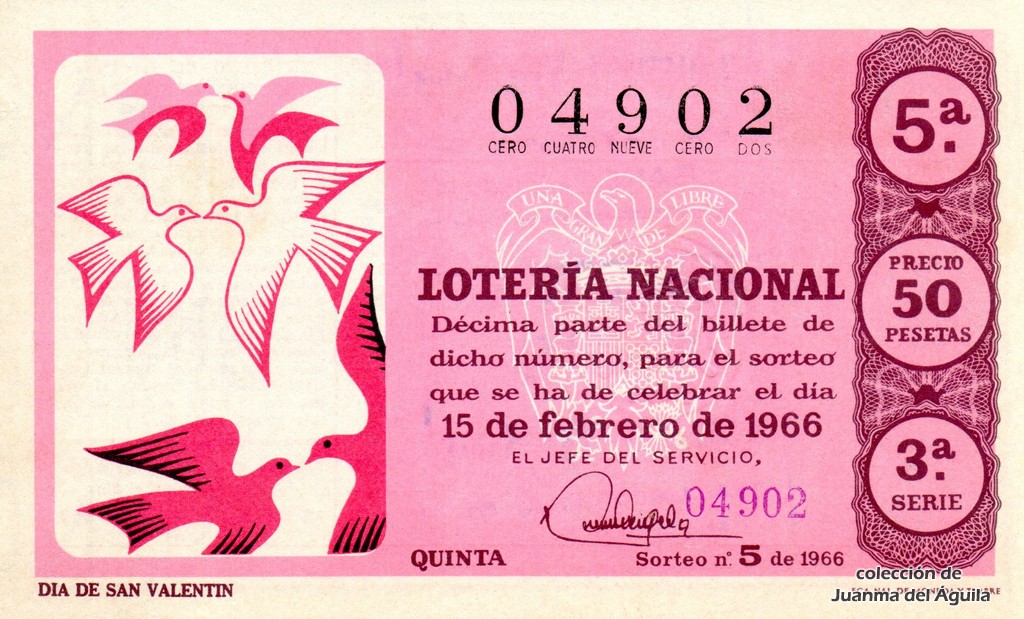 04902
CERO CUATRO NUEVE CERO DOS
5ª.
UNA GRANDE LIBRE
LOTERÍA NACIONAL
Décima parte del billete de
dicho número, para el sorteo
que se ha de celebrar el día
15 de febrero de 1966
EL JEFE DEL SERVICIO,
04902
PRECIO
50
PESETAS
3.ª
SERIE
QUINTA
Sorteo n.º 5 de 1966
DIA DE SAN VALENTIN
colección de
Juanma del Águila